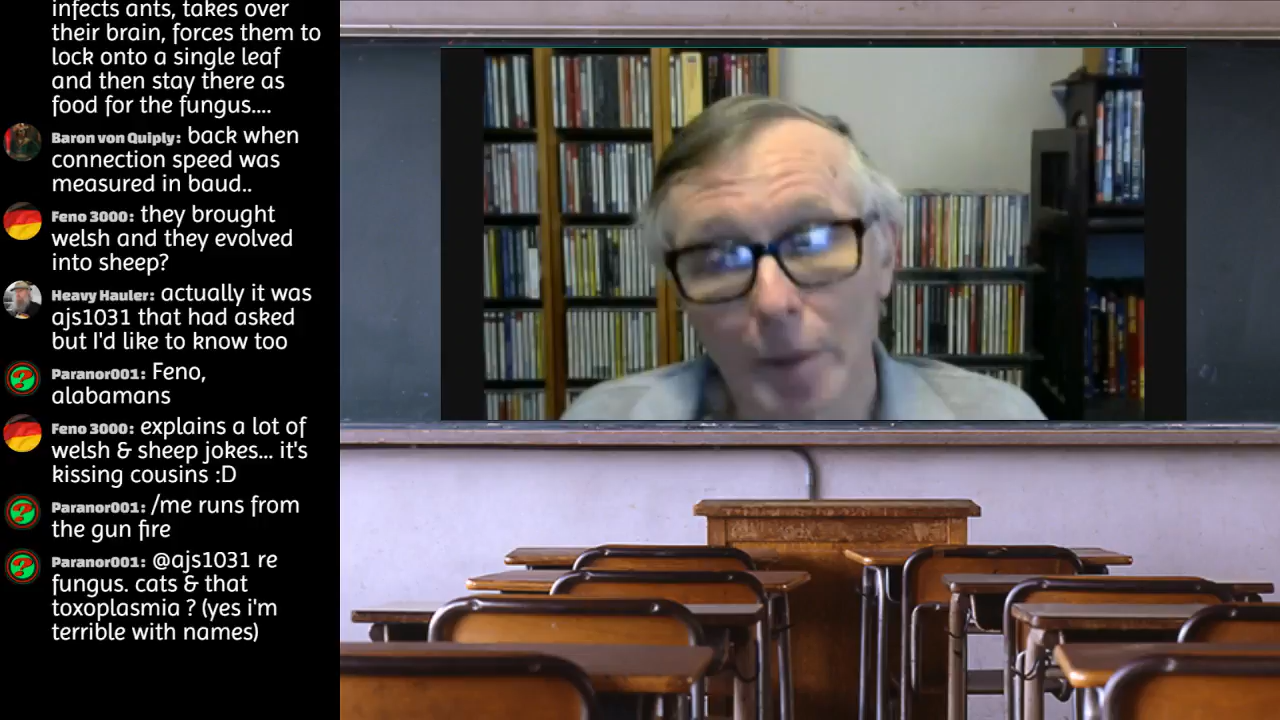 infects ants, takes over
their brain, forces them to
lock onto a single leaf
and then stay there as
food for the fungus....
Baron von Quiply: back when
connection speed was
measured in baud..
Feno 3000: they brought
welsh and they evolved
into sheep?
Heavy Hauler: actually it was
ajs1031 that had asked
but I'd like to know too
Paranor001: Feno,
alabamans
Feno 3000: explains a lot of
welsh & sheep jokes... it's
kissing cousins :D
Paranor001: /me runs from
the gun fire
Paranor001: @ajs1031 re
fungus. cats & that
toxoplasmia ? (yes i'm
terrible with names)